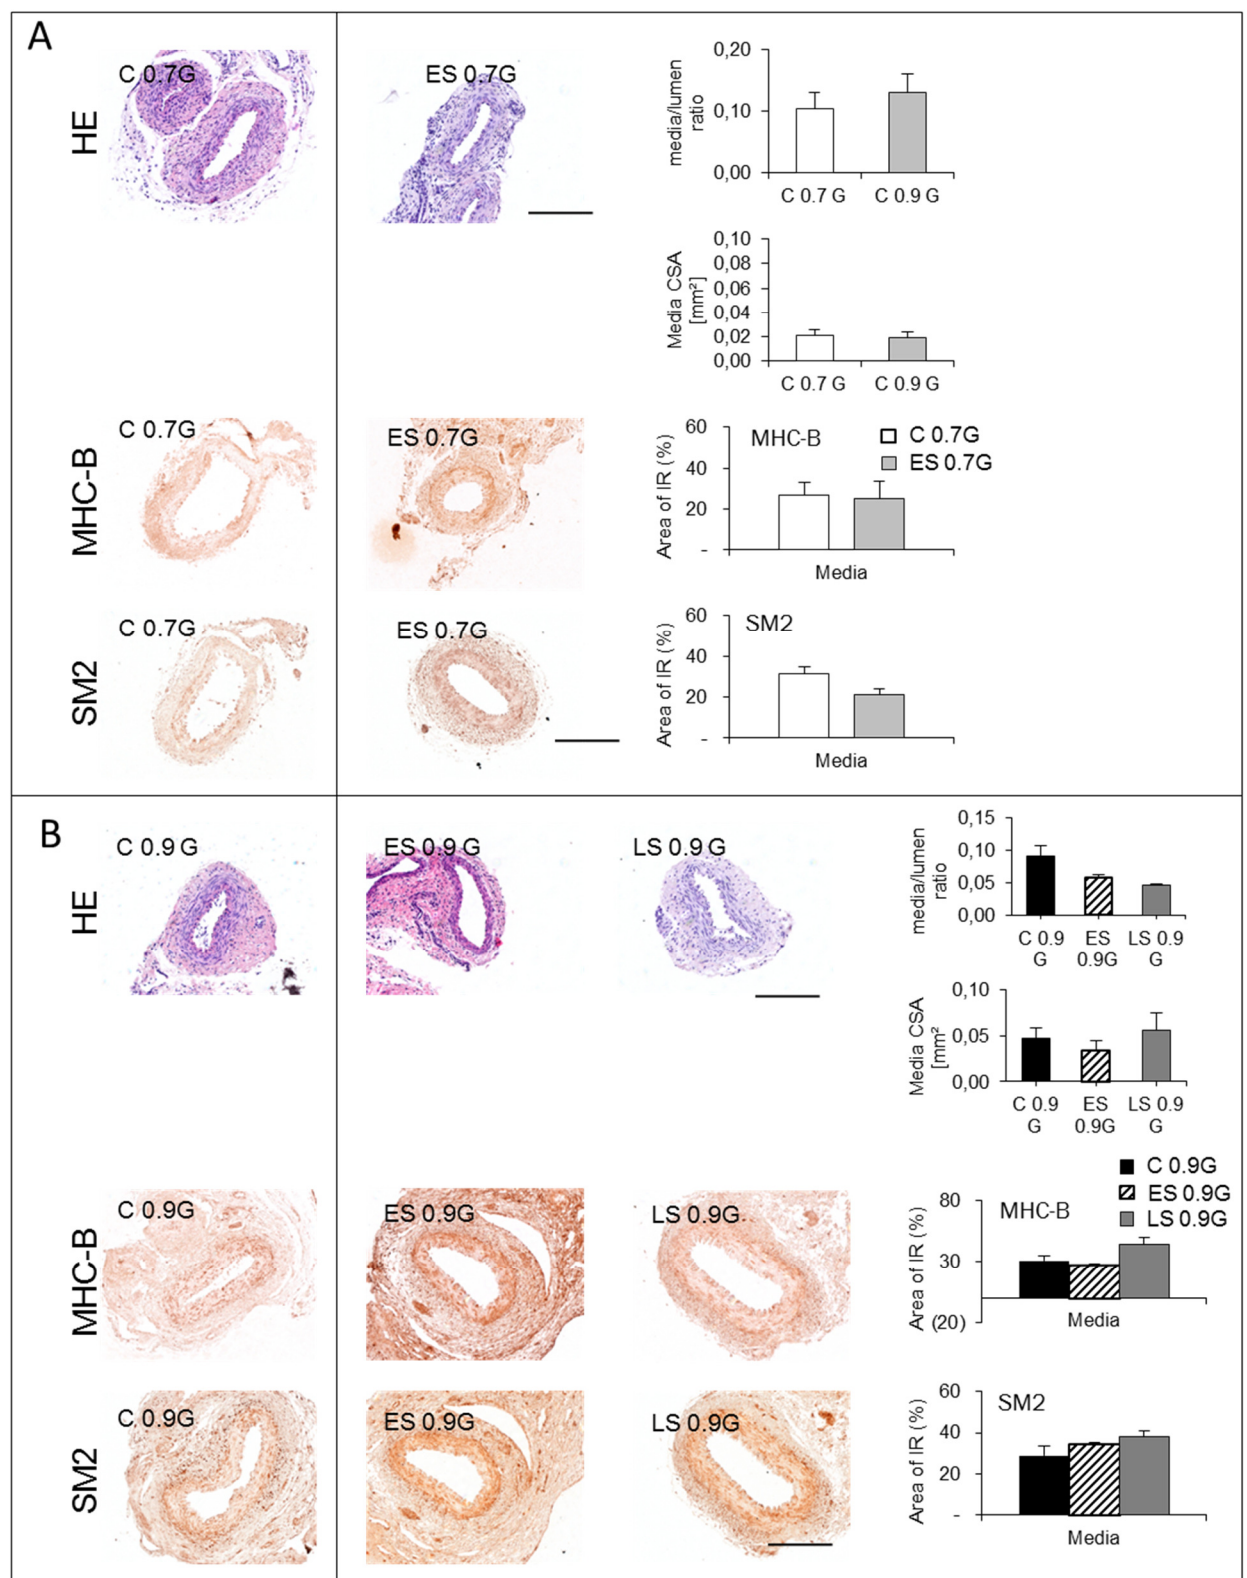 A
HE
C 0.7G
ES 0.7G
media/lumen
ratio
0,20
0,10
0,00
C 0.7 G
C 0.9 G
Media CSA
[mm²]
0,10
0,08
0,06
0,04
0,02
0,00
C 0.7 G
C 0.9 G
MHC-B
C 0.7G
ES 0.7G
Area of IR (%)
60
40
20
-
MHC-B
C 0.7G
ES 0.7G
Media
SM2
C 0.7G
ES 0.7G
Area of IR (%)
60
40
20
-
SM2
Media
B
HE
C 0.9 G
ES 0.9 G
LS 0.9 G
media/lumen
ratio
0,15
0,10
0,05
0,00
C 0.9
G
ES
0.9G
LS 0.9
G
Media CSA
[mm²]
0,10
0,05
0,00
C 0.9
G
ES
0.9G
LS 0.9
G
MHC-B
C 0.9G
ES 0.9G
LS 0.9G
C 0.9G
ES 0.9G
LS 0.9G
Area of IR (%)
80
30
(20)
MHC-B
Media
SM2
C 0.9G
ES 0.9G
LS 0.9G
Area of IR (%)
60
40
20
-
SM2
Media